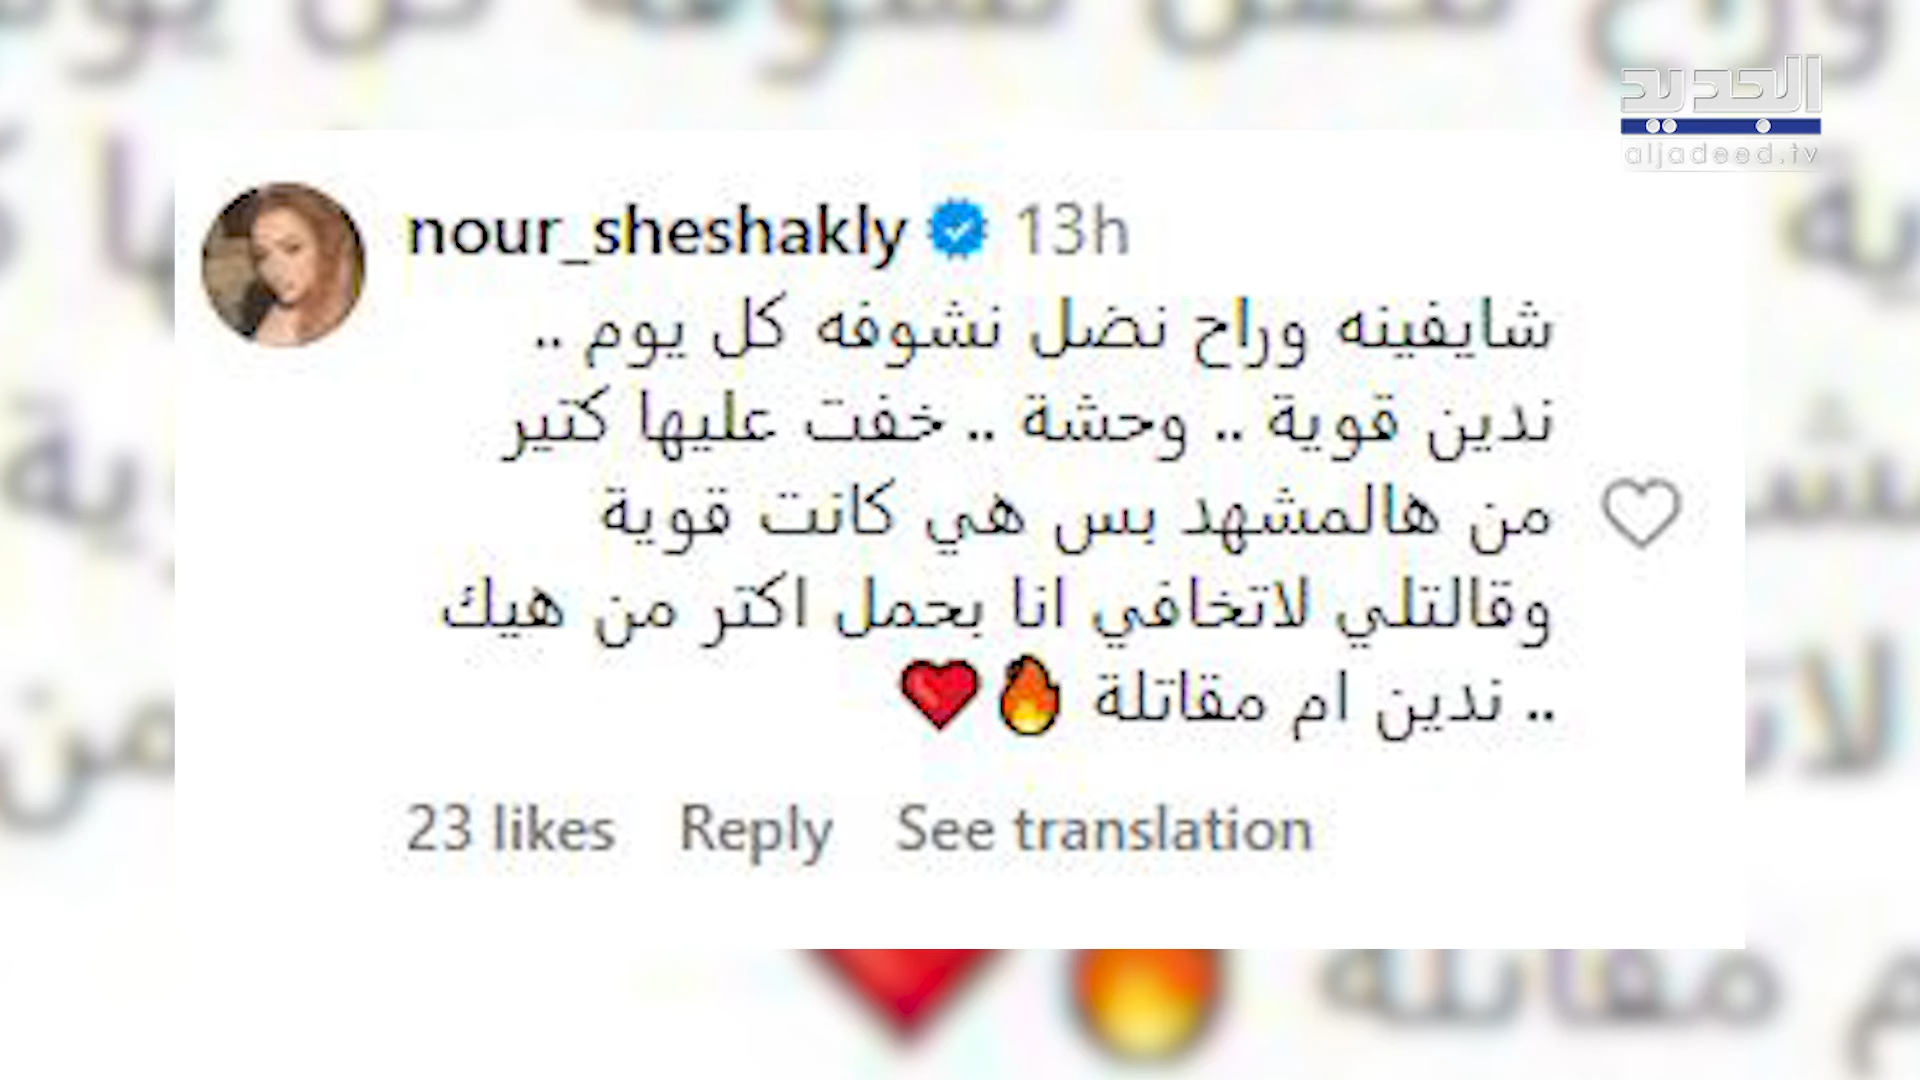 الجديد
aljadeed.tv
nour_sheshakly 13h
شايفينه وراح نضل نشوفه كل يوم ..
ندين قوية .. وحشة .. خفت عليها كتير
من هالمشهد بس هي كانت قوية
وقالتلي لاتخافي انا بحمل اكتر من هيك
.. ندين ام مقاتلة 🔥❤️
23 likes Reply See translation